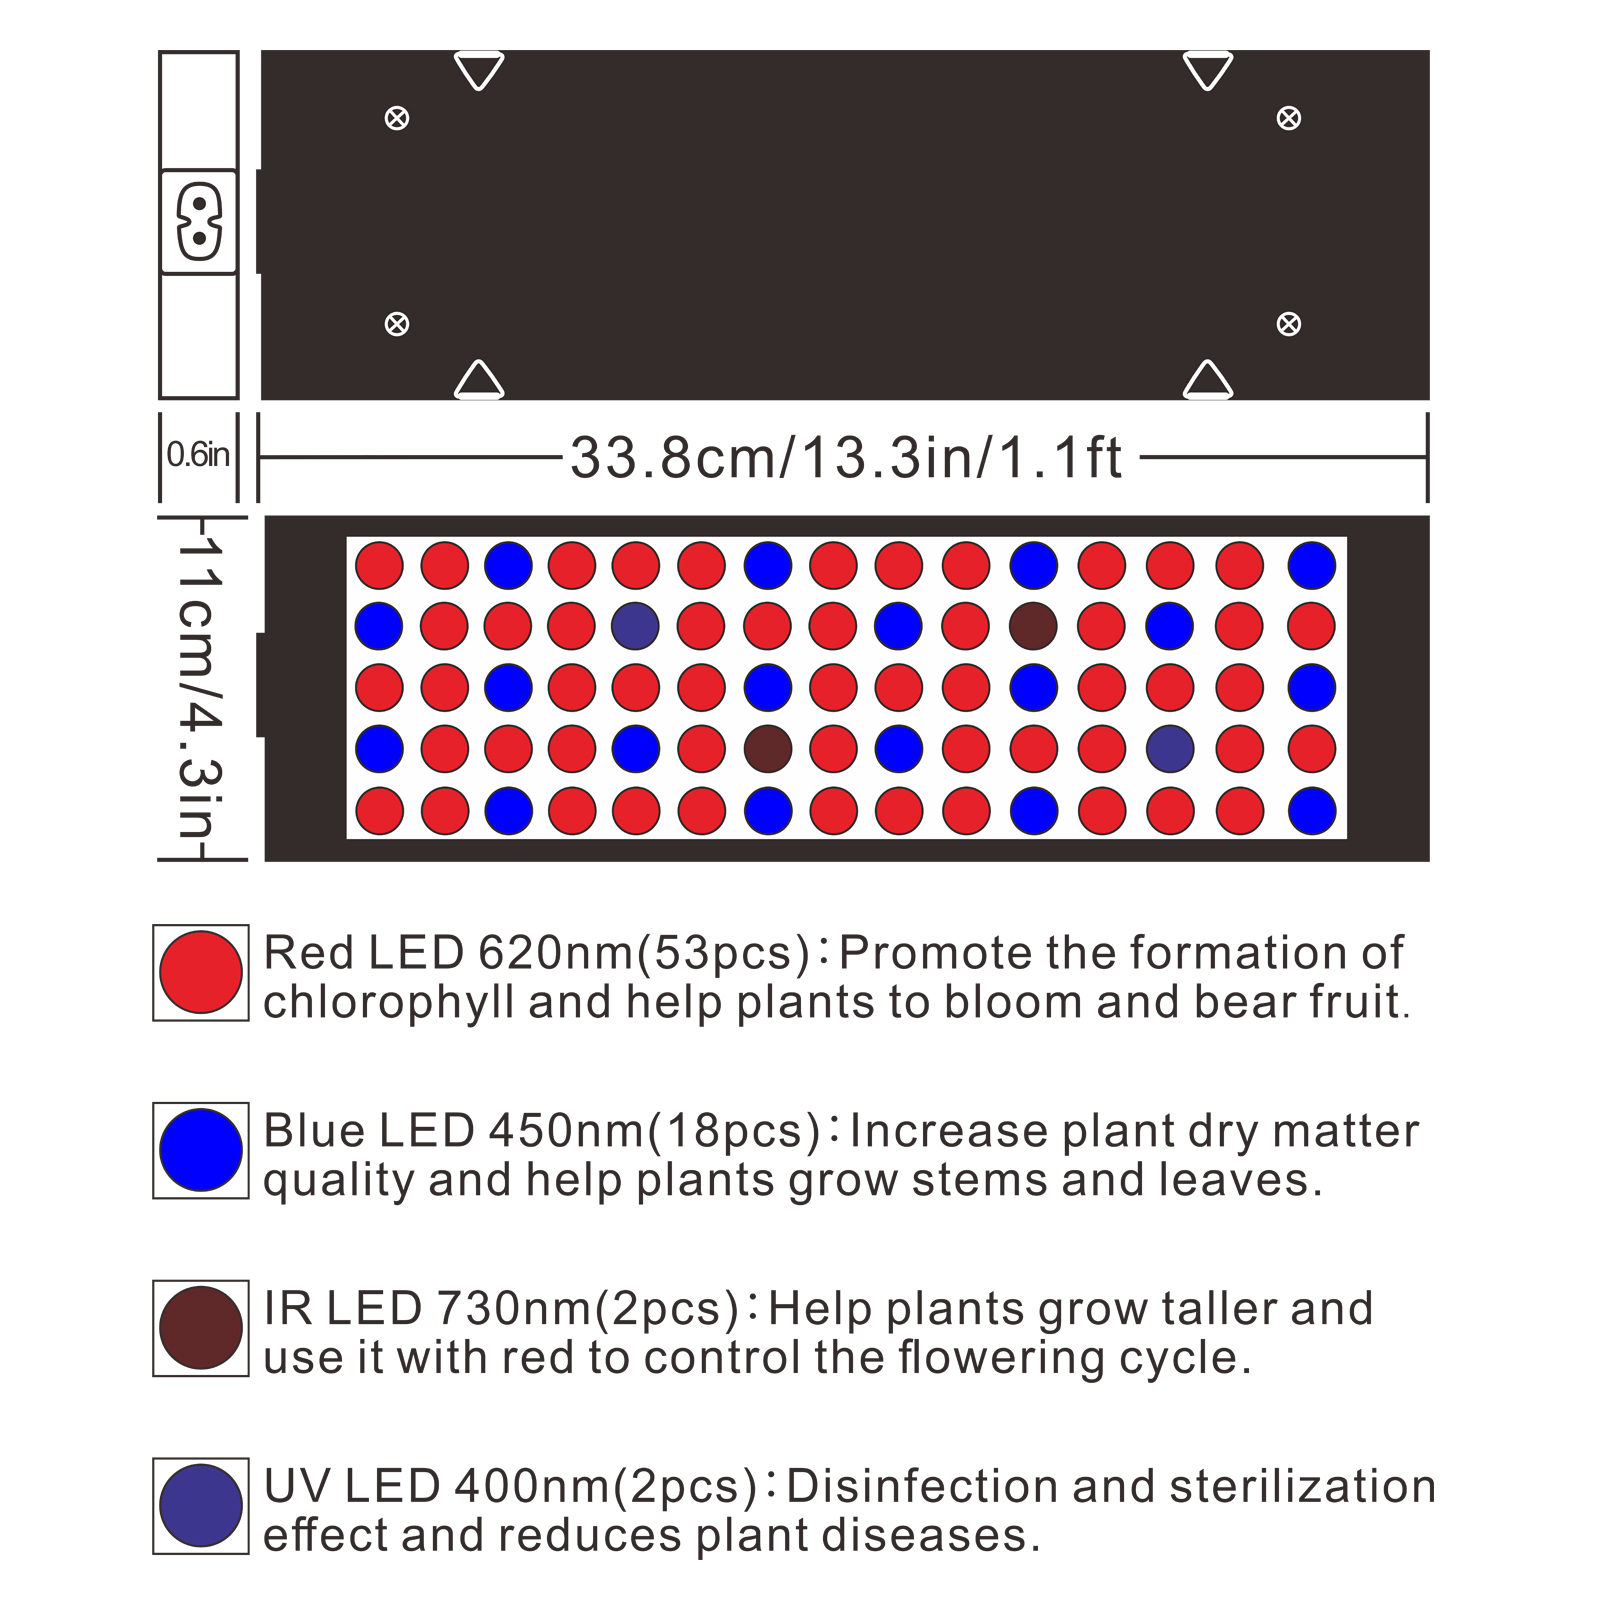 0.6in
33.8cm/13.3in/1.1ft
11cm/4.3in
Red LED 620nm(53pcs):Promote the formation of
chlorophyll and help plants to bloom and bear fruit.
Blue LED 450nm(18pcs):Increase plant dry matter
quality and help plants grow stems and leaves.
IR LED 730nm(2pcs):Help plants grow taller and
use it with red to control the flowering cycle.
UV LED 400nm(2pcs):Disinfection and sterilization
effect and reduces plant diseases.